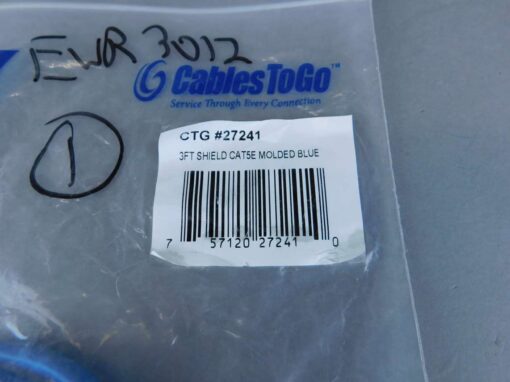 EWR 3012
CablesToGo™
Service Through Every Connection
1
CTG #27241
3FT SHIELD CAT5E MOLDED BLUE
7 57120 27241 0